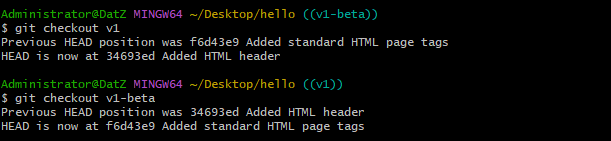 Administrator@DatZ MINGW64 ~/Desktop/hello ((v1-beta))
$ git checkout v1
Previous HEAD position was f6d43e9 Added standard HTML page tags
HEAD is now at 34693ed Added HTML header
Administrator@DatZ MINGW64 ~/Desktop/hello ((v1))
$ git checkout v1-beta
Previous HEAD position was 34693ed Added HTML header
HEAD is now at f6d43e9 Added standard HTML page tags